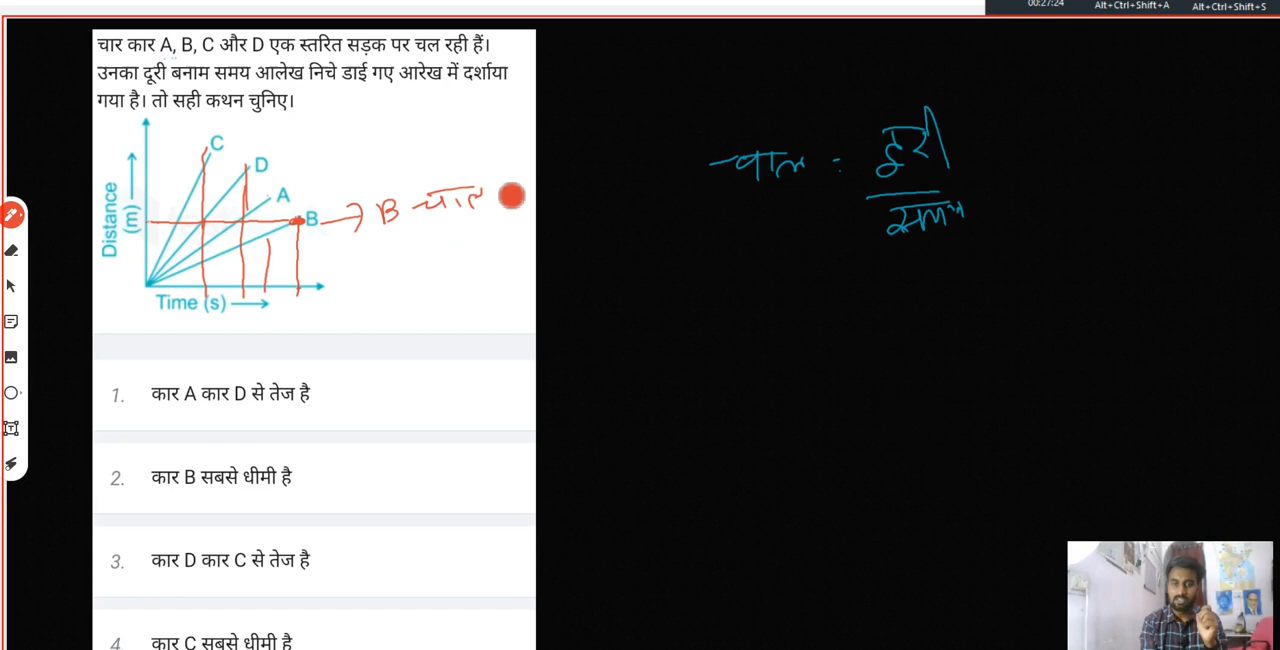 00:27:24 Alt+Ctrl+Shift+A Alt+Ctrl+Shift+S
चार कार A, B, C और D एक स्तरित सड़क पर चल रही हैं।
उनका दूरी बनाम समय आलेख निचे डाई गए आरेख में दर्शाया
गया है। तो सही कथन चुनिए।
C
D
A
B
B चाल
Distance
(m)
Time (s)
चाल = दूरी
समय
1. कार A कार D से तेज है
2. कार B सबसे धीमी है
3. कार D कार C से तेज है
4. कार C सबसे धीमी है